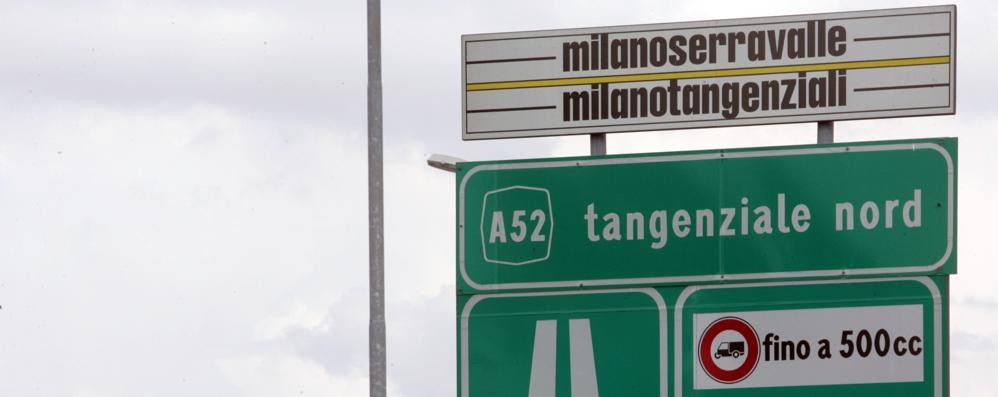 milanoserravalle
milanotangenziali
A52 tangenziale nord
fino a 500cc